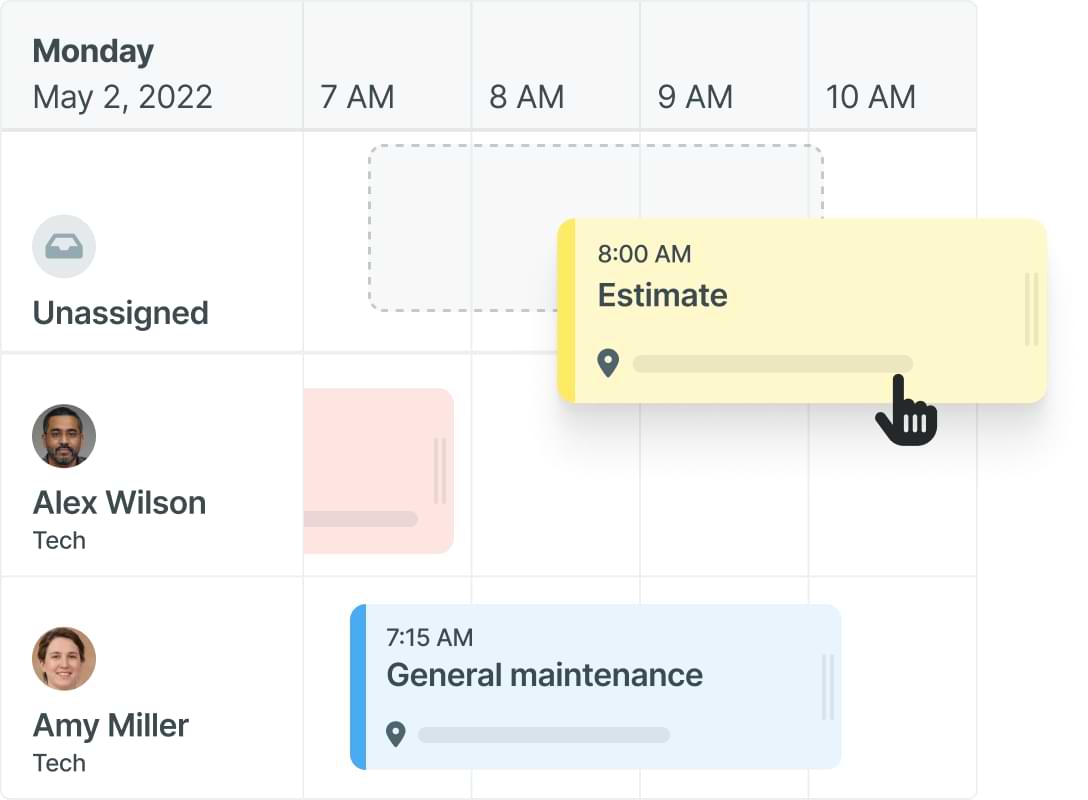 Monday
May 2, 2022
7 AM
8 AM
9 AM
10 AM
Unassigned
8:00 AM
Estimate
Alex Wilson
Tech
7:15 AM
General maintenance
Amy Miller
Tech